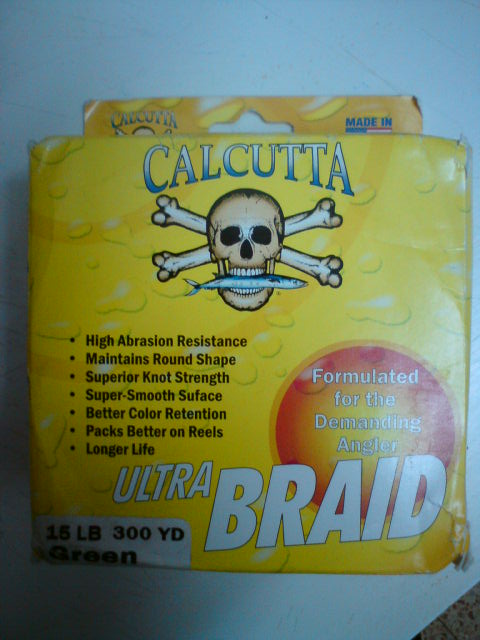 CALCUTTA
MADE IN
CALCUTTA
• High Abrasion Resistance
• Maintains Round Shape
• Superior Knot Strength
• Super-Smooth Suface
• Better Color Retention
• Packs Better on Reels
• Longer Life
Formulated
for the
Demanding
Angler
ULTRA BRAID
15 LB 300 YD
Green